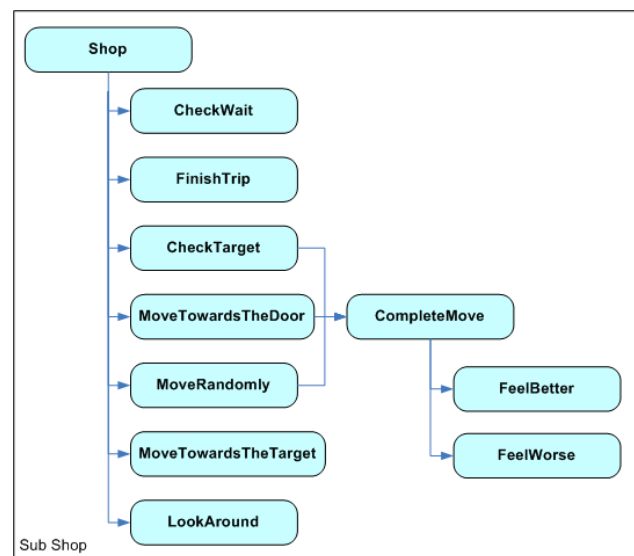 Shop
CheckWait
FinishTrip
CheckTarget
MoveTowardsTheDoor
CompleteMove
MoveRandomly
FeelBetter
MoveTowardsTheTarget
FeelWorse
LookAround
Sub Shop